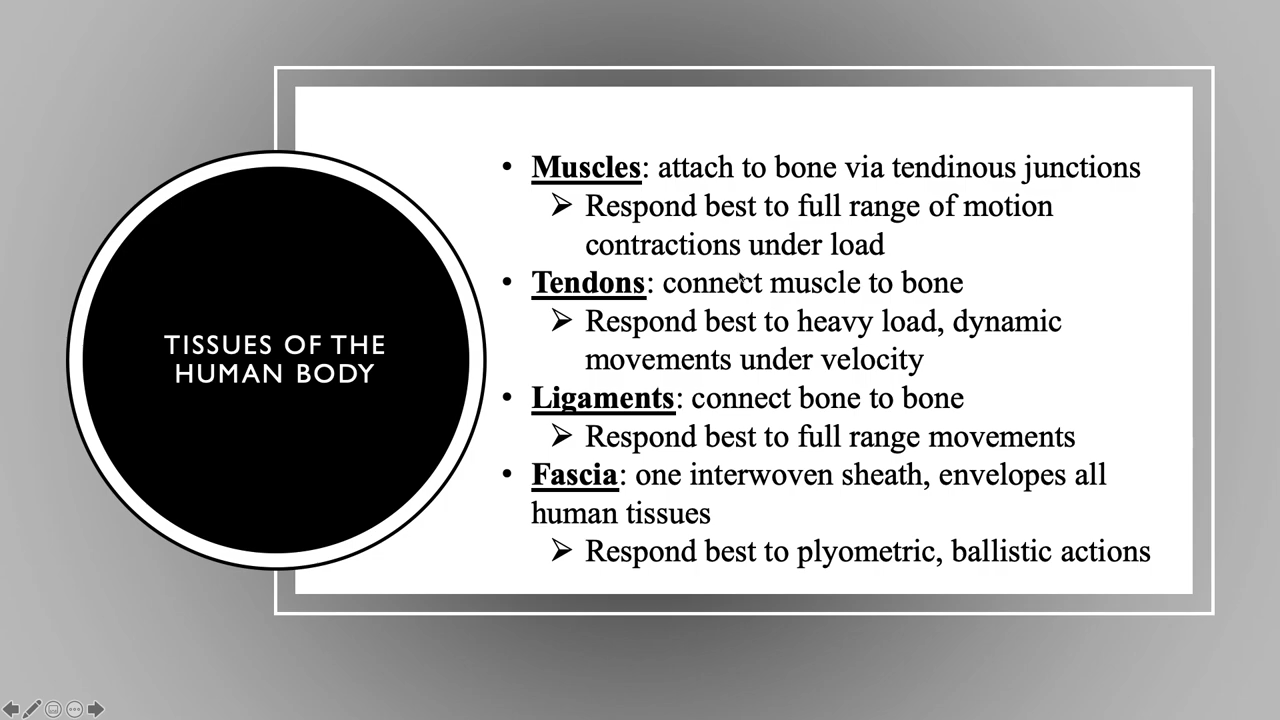 TISSUES OF THE
HUMAN BODY
• Muscles: attach to bone via tendinous junctions
➢ Respond best to full range of motion
contractions under load
• Tendons: connect muscle to bone
➢ Respond best to heavy load, dynamic
movements under velocity
• Ligaments: connect bone to bone
➢ Respond best to full range movements
• Fascia: one interwoven sheath, envelopes all
human tissues
➢ Respond best to plyometric, ballistic actions